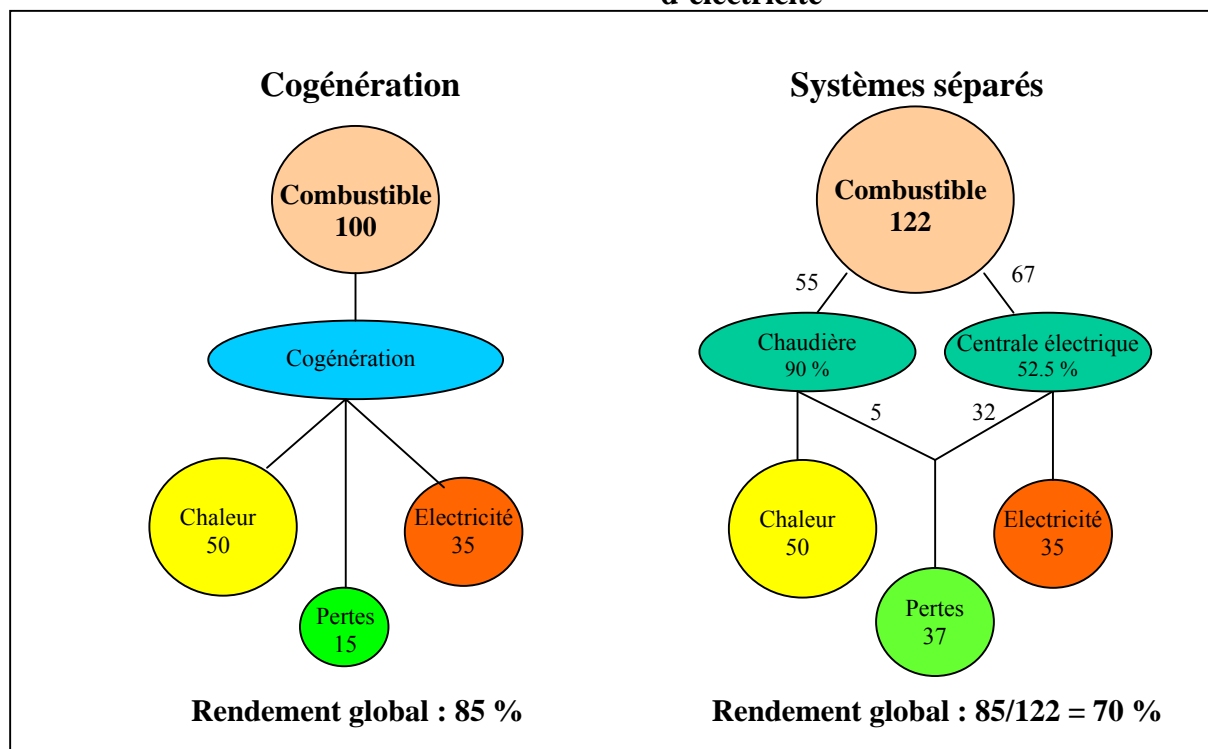 d'électricité
Cogénération
Combustible
100
Cogénération
Chaleur
50
Electricité
35
Pertes
15
Rendement global : 85 %
Systèmes séparés
Combustible
122
55
67
Chaudière
90 %
Centrale électrique
52.5 %
5
32
Chaleur
50
Electricité
35
Pertes
37
Rendement global : 85/122 = 70 %